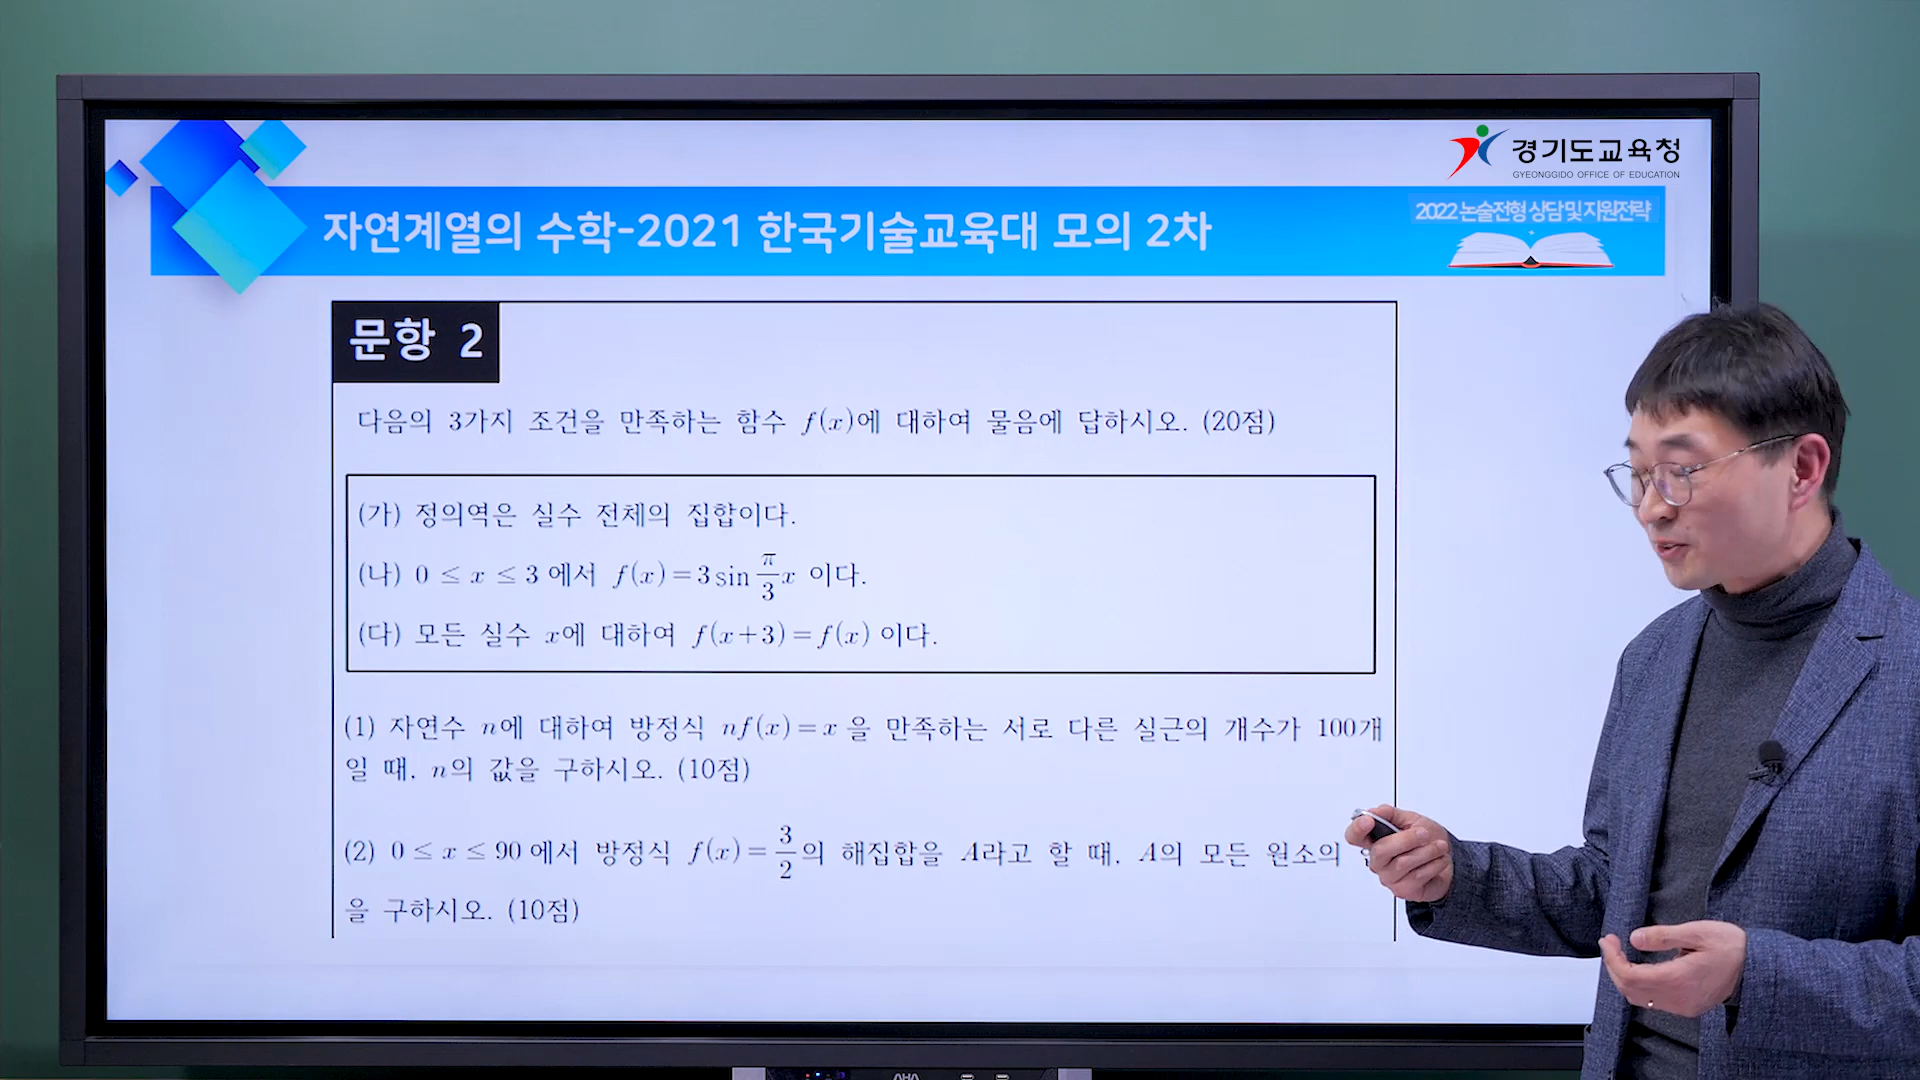 경기도교육청
GYEONGGIDO OFFICE OF EDUCATION
자연계열의 수학-2021 한국기술교육대 모의 2차
2022 논술전형 상담 및 지원전략
문항 2
다음의 3가지 조건을 만족하는 함수 f(x)에 대하여 물음에 답하시오. (20점)
(가) 정의역은 실수 전체의 집합이다.
(나) 0 ≤ x ≤ 3 에서 f(x)=3sin π/3 x 이다.
(다) 모든 실수 x에 대하여 f(x+3)=f(x) 이다.
(1) 자연수 n에 대하여 방정식 nf(x)=x 을 만족하는 서로 다른 실근의 개수가 100개
일 때, n의 값을 구하시오. (10점)
(2) 0 ≤ x ≤ 90 에서 방정식 f(x)= 3/2 의 해집합을 A라고 할 때, A의 모든 원소의
을 구하시오. (10점)
AHA